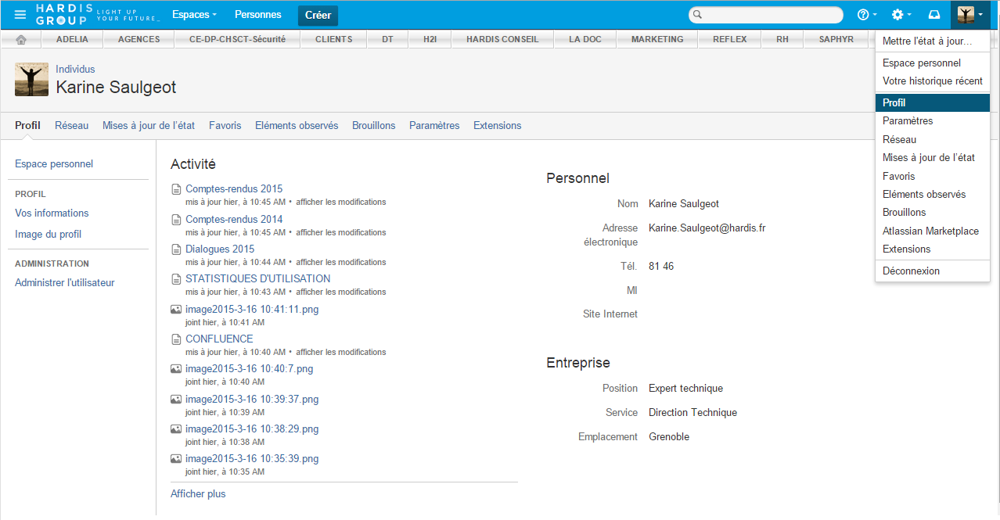 HARDIS GROUP LIGHT UP YOUR FUTURE_ Espaces Personnes Créer
ADELIA AGENCES CE-DP-CHSCT-Sécurité CLIENTS DT H2I HARDIS CONSEIL LA DOC MARKETING REFLEX RH SAPHYR
Individus
Karine Saulgeot
Profil Réseau Mises à jour de l'état Favoris Eléments observés Brouillons Paramètres Extensions
Espace personnel
PROFIL
Vos informations
Image du profil
ADMINISTRATION
Administrer l'utilisateur
Activité
Comptes-rendus 2015
mis à jour hier, à 10:45 AM • afficher les modifications
Comptes-rendus 2014
mis à jour hier, à 10:45 AM • afficher les modifications
Dialogues 2015
mis à jour hier, à 10:44 AM • afficher les modifications
STATISTIQUES D'UTILISATION
mis à jour hier, à 10:43 AM • afficher les modifications
image2015-3-16 10:41:11.png
joint hier, à 10:41 AM
CONFLUENCE
mis à jour hier, à 10:40 AM • afficher les modifications
image2015-3-16 10:40:7.png
joint hier, à 10:40 AM
image2015-3-16 10:39:37.png
joint hier, à 10:39 AM
image2015-3-16 10:38:29.png
joint hier, à 10:38 AM
image2015-3-16 10:35:39.png
joint hier, à 10:35 AM
Afficher plus
Personnel
Nom Karine Saulgeot
Adresse Karine.Saulgeot@hardis.fr
électronique
Tél. 81 46
MI
Site Internet
Entreprise
Position Expert technique
Service Direction Technique
Emplacement Grenoble
Mettre l'état à jour...
Espace personnel
Votre historique récent
Profil
Paramètres
Réseau
Mises à jour de l'état
Favoris
Eléments observés
Brouillons
Atlassian Marketplace
Extensions
Déconnexion